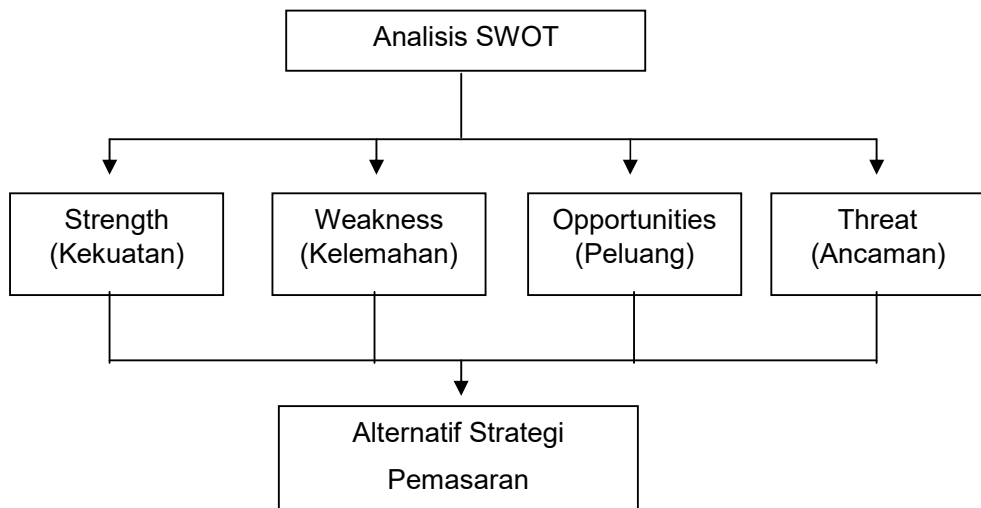 Analisis SWOT
Strength
(Kekuatan)
Weakness
(Kelemahan)
Opportunities
(Peluang)
Threat
(Ancaman)
Alternatif Strategi
Pemasaran